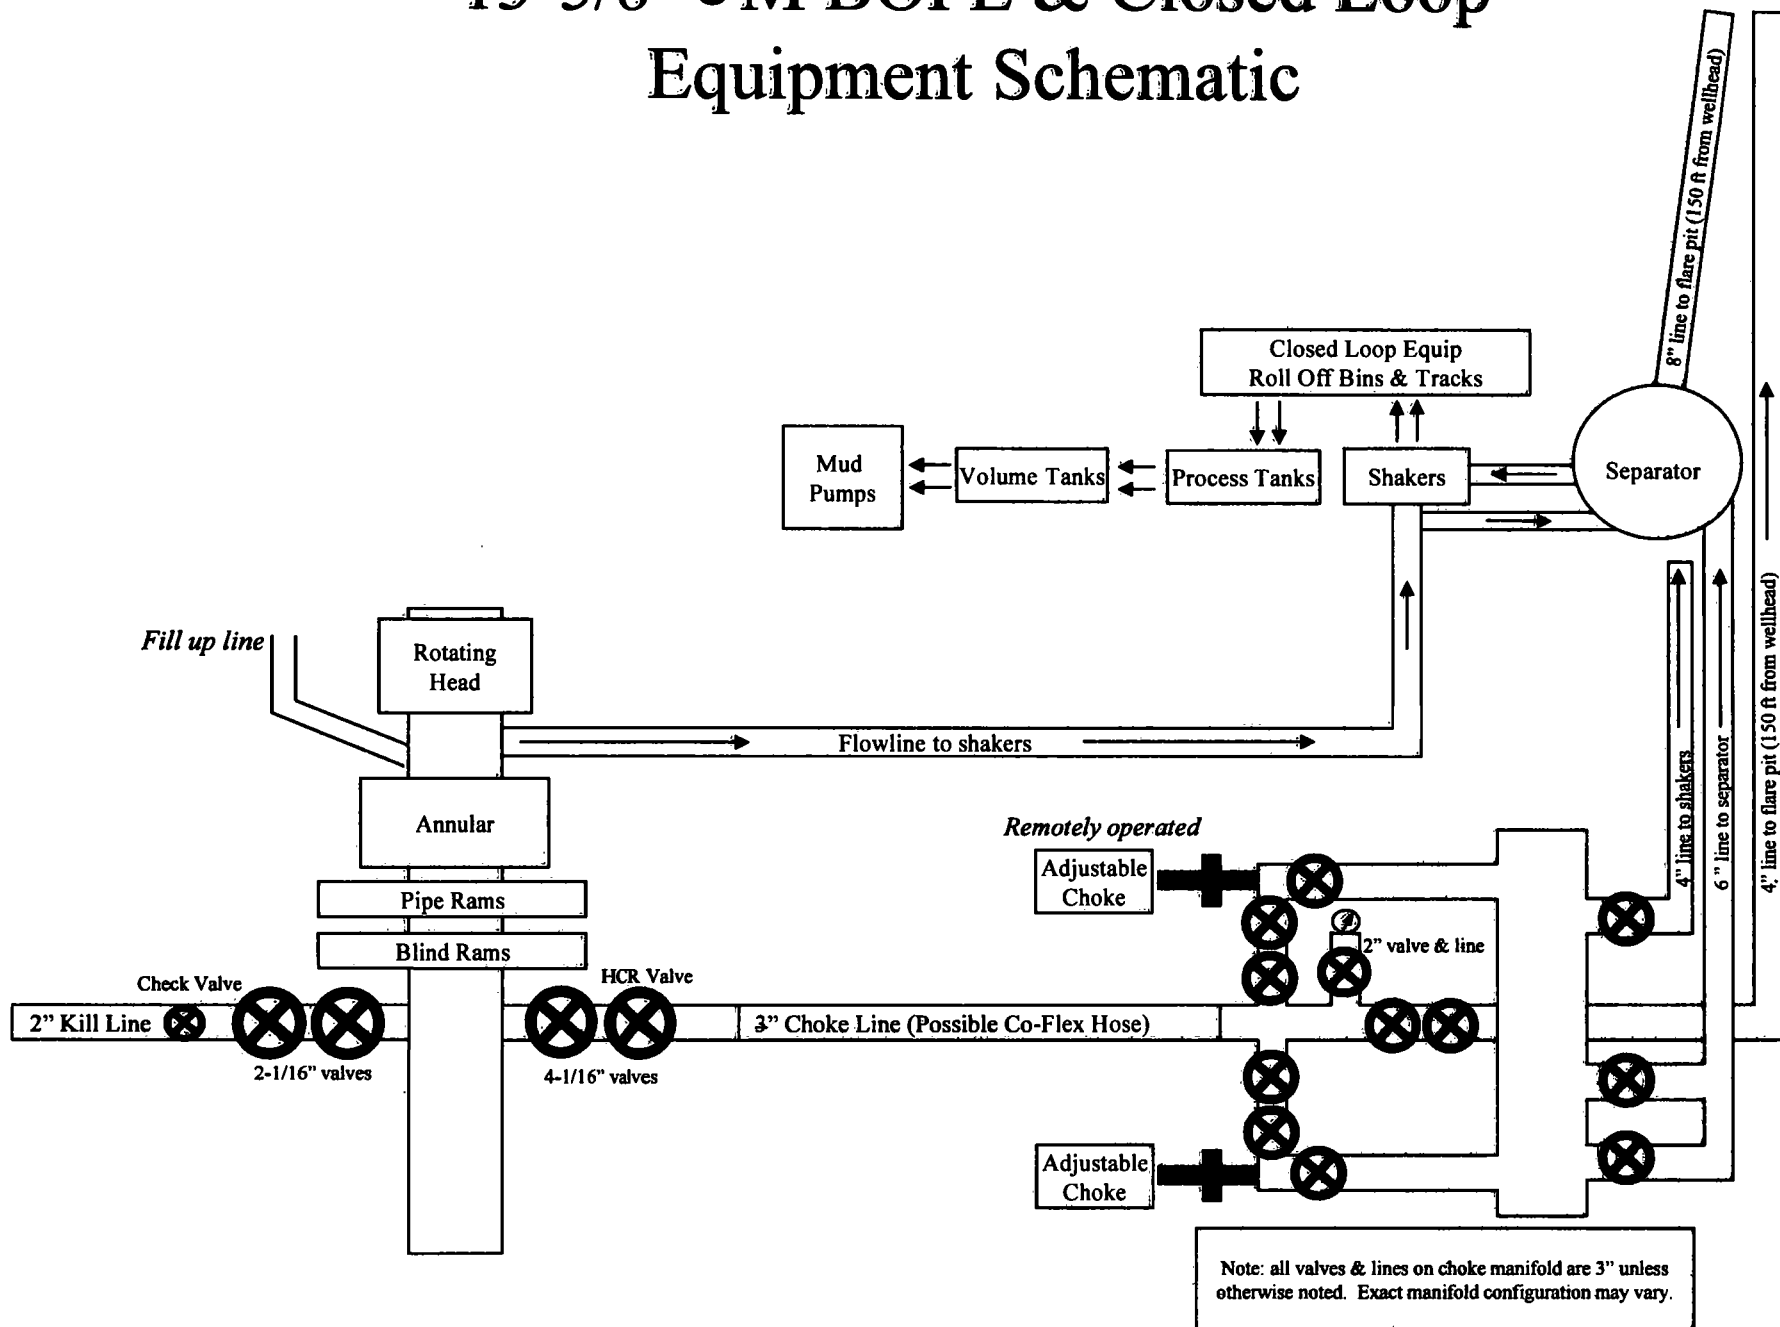 M BOPE & Closed Loop
Equipment Schematic
8” line to flare pit (150 ft from wellhead)
Closed Loop Equip
Roll Off Bins & Tracks
Mud
Pumps
Volume Tanks
Process Tanks
Shakers
Separator
Fill up line
Rotating
Head
Flowline to shakers
Annular
Pipe Rams
Blind Rams
Check Valve
HCR Valve
2” Kill Line
3” Choke Line (Possible Co-Flex Hose)
2-1/16” valves
4-1/16” valves
Remotely operated
Adjustable
Choke
2” valve & line
Adjustable
Choke
4” line to shakers
6” line to separator
4” line to flare pit (150 ft from wellhead)
Note: all valves & lines on choke manifold are 3” unless
otherwise noted. Exact manifold configuration may vary.